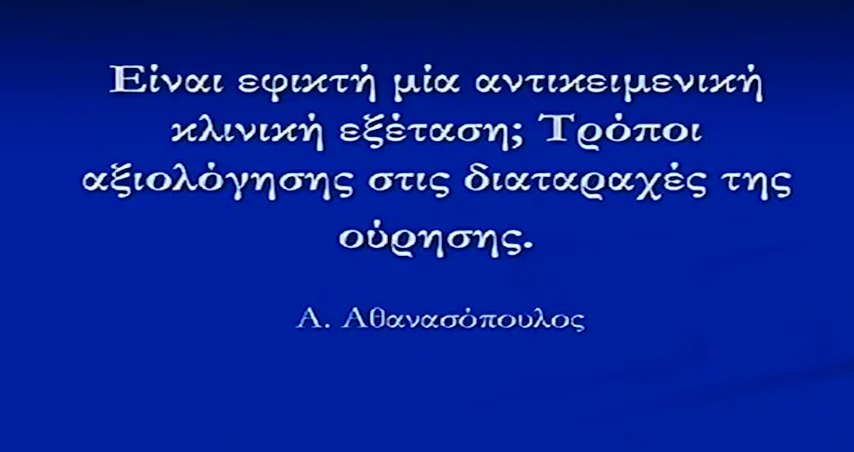 Είναι εφικτή μία αντικειμενική
κλινική εξέταση; Τρόποι
αξιολόγησης στις διαταραχές της
ούρησης.
Α. Αθανασόπουλος